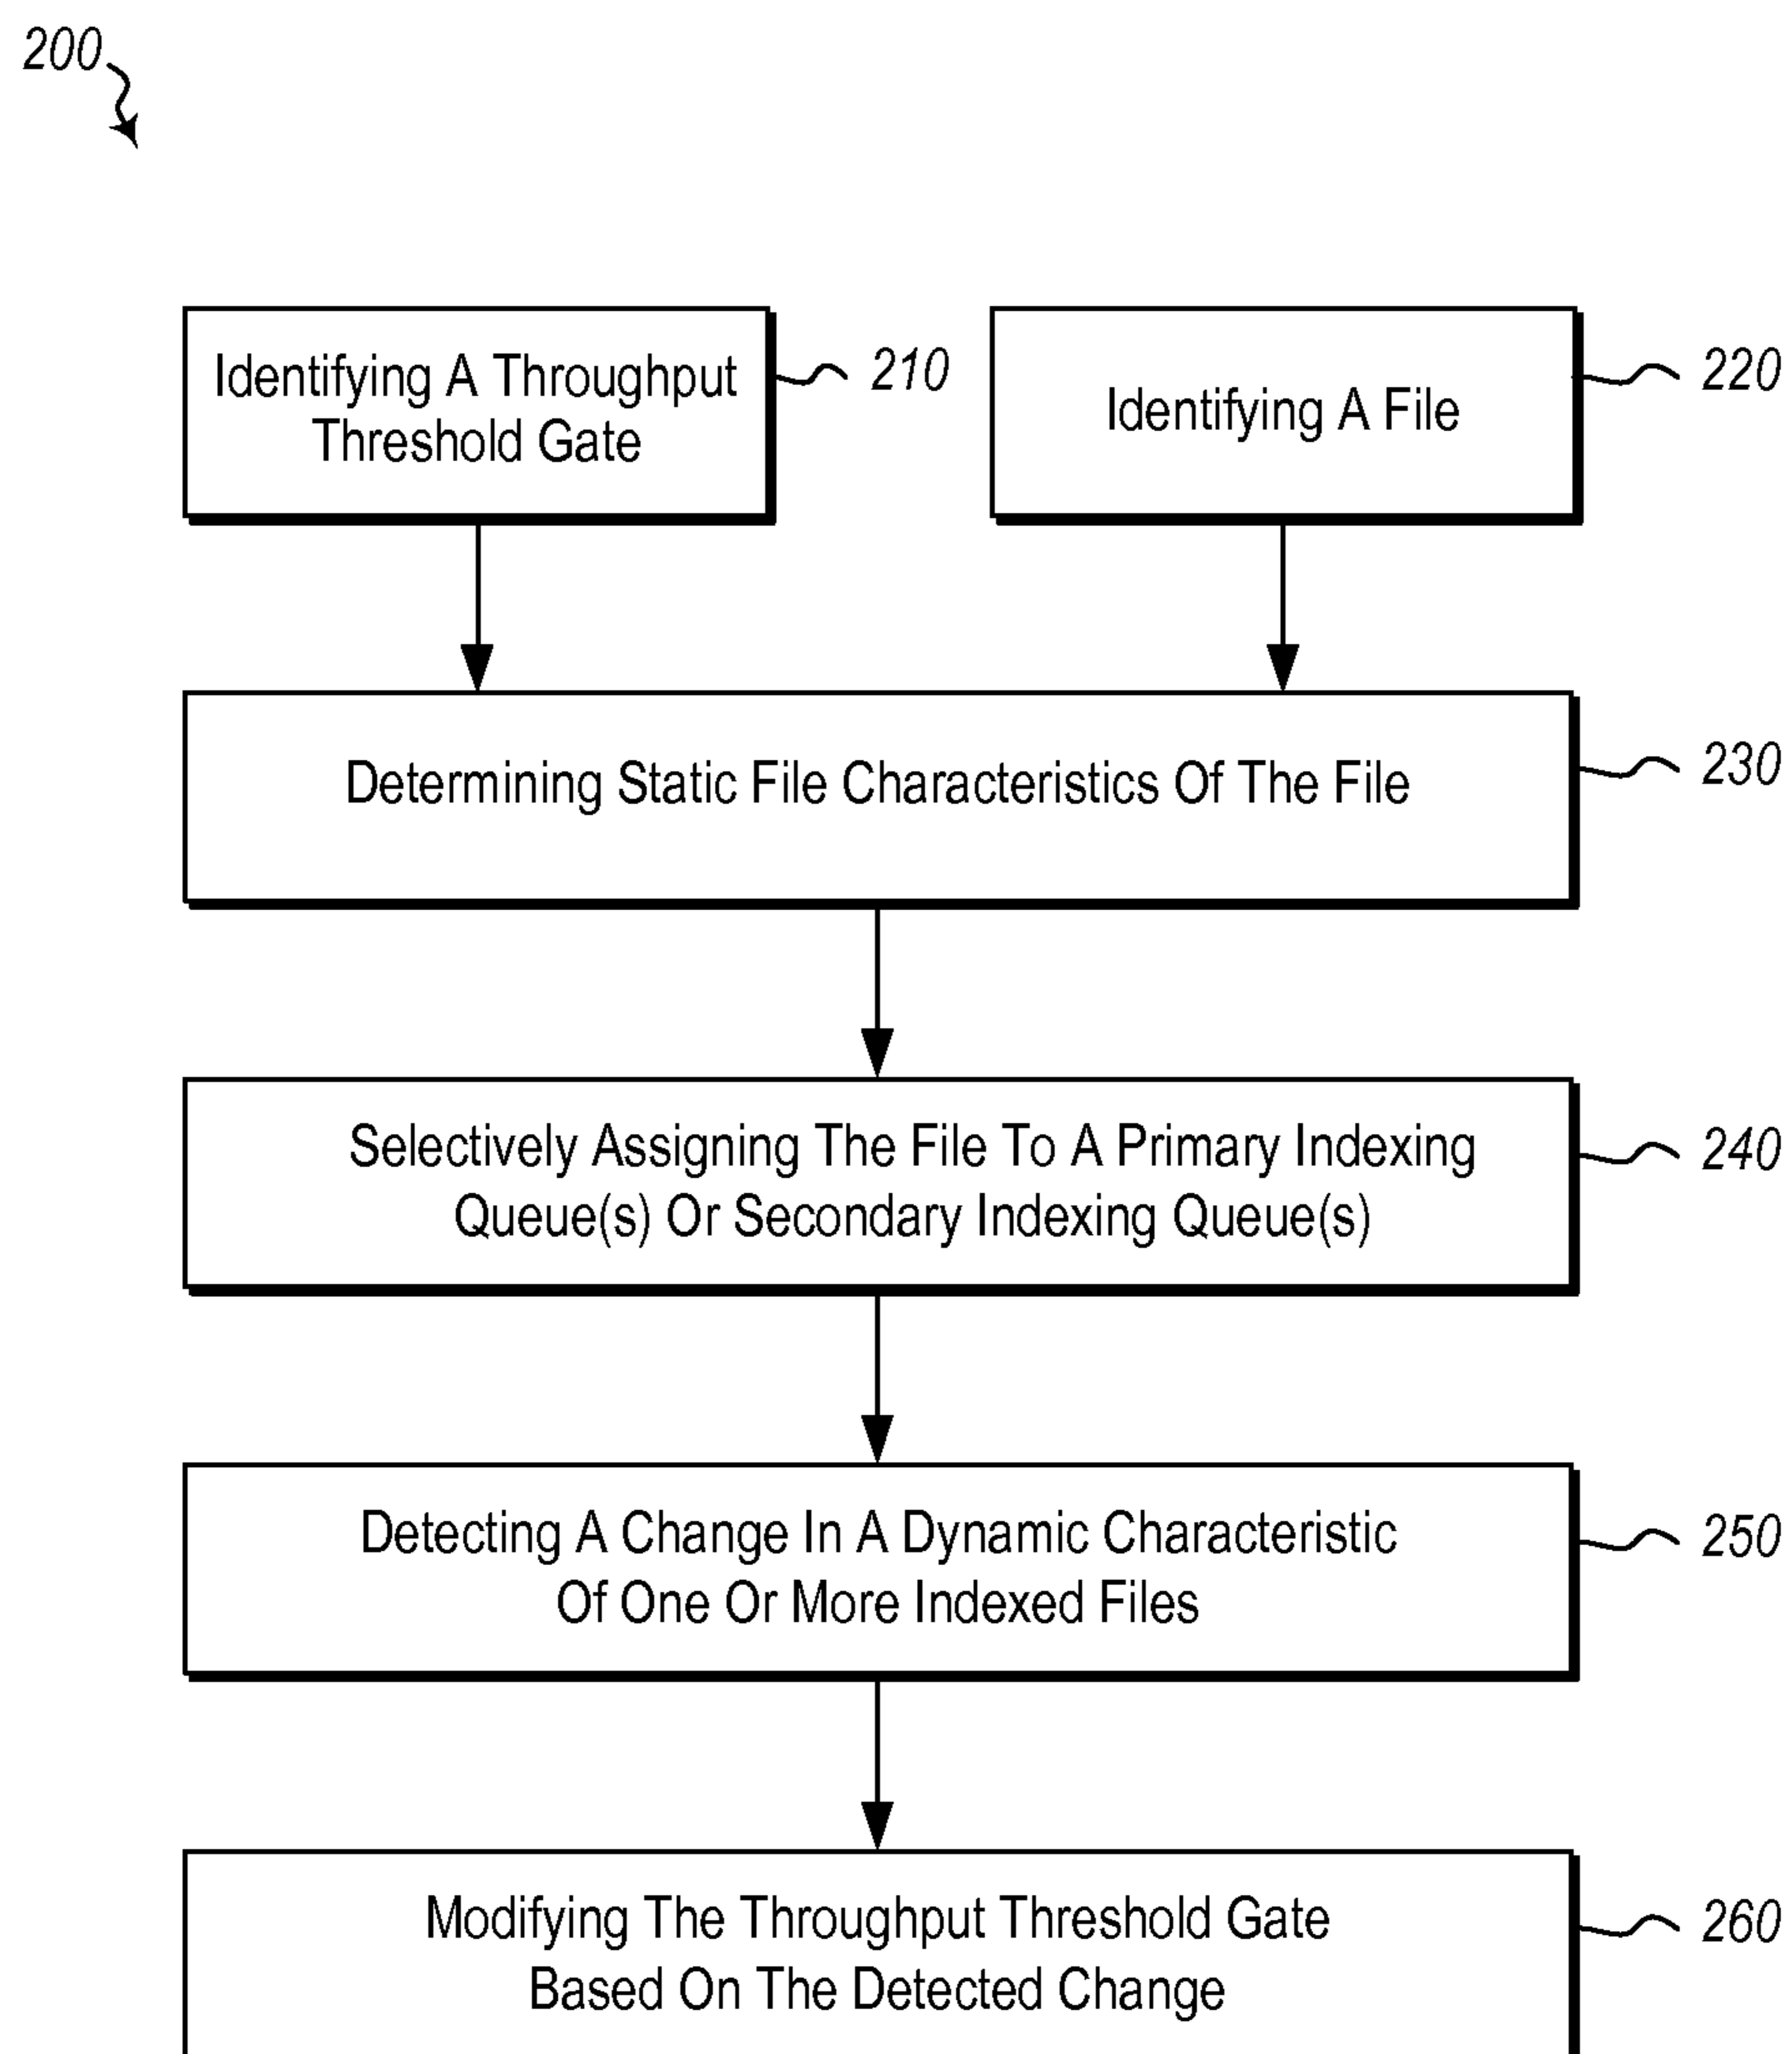 200
Identifying A Throughput
Threshold Gate
210
Identifying A File
220
Determining Static File Characteristics Of The File
230
Selectively Assigning The File To A Primary Indexing
Queue(s) Or Secondary Indexing Queue(s)
240
Detecting A Change In A Dynamic Characteristic
Of One Or More Indexed Files
250
Modifying The Throughput Threshold Gate
Based On The Detected Change
260